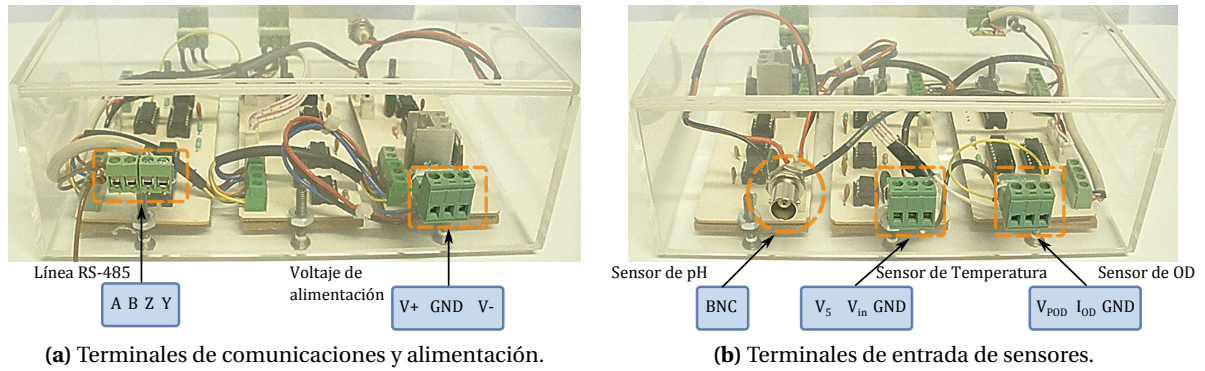 Línea RS-485
A B Z Y
Voltaje de
alimentación
V+ GND V-
(a) Terminales de comunicaciones y alimentación.
Sensor de pH
BNC
Sensor de Temperatura
V5 Vin GND
Sensor de OD
VPOD IOD GND
(b) Terminales de entrada de sensores.